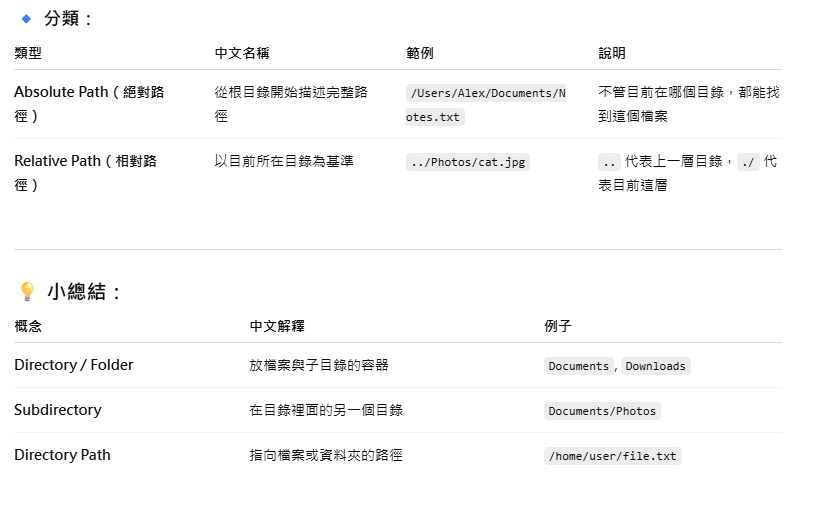 🔹 分類：
類型 中文名稱 範例 說明
Absolute Path（絕對路 從根目錄開始描述完整路 /Users/Alex/Documents/N 不管目前在哪個目錄，都能找
徑） 徑 otes.txt 到這個檔案
Relative Path（相對路 以目前所在目錄為基準 ../Photos/cat.jpg .. 代表上一層目錄， ./ 代
徑） 表目前這層
💡 小總結：
概念 中文解釋 例子
Directory / Folder 放檔案與子目錄的容器 Documents , Downloads
Subdirectory 在目錄裡面的另一個目錄 Documents/Photos
Directory Path 指向檔案或資料夾的路徑 /home/user/file.txt